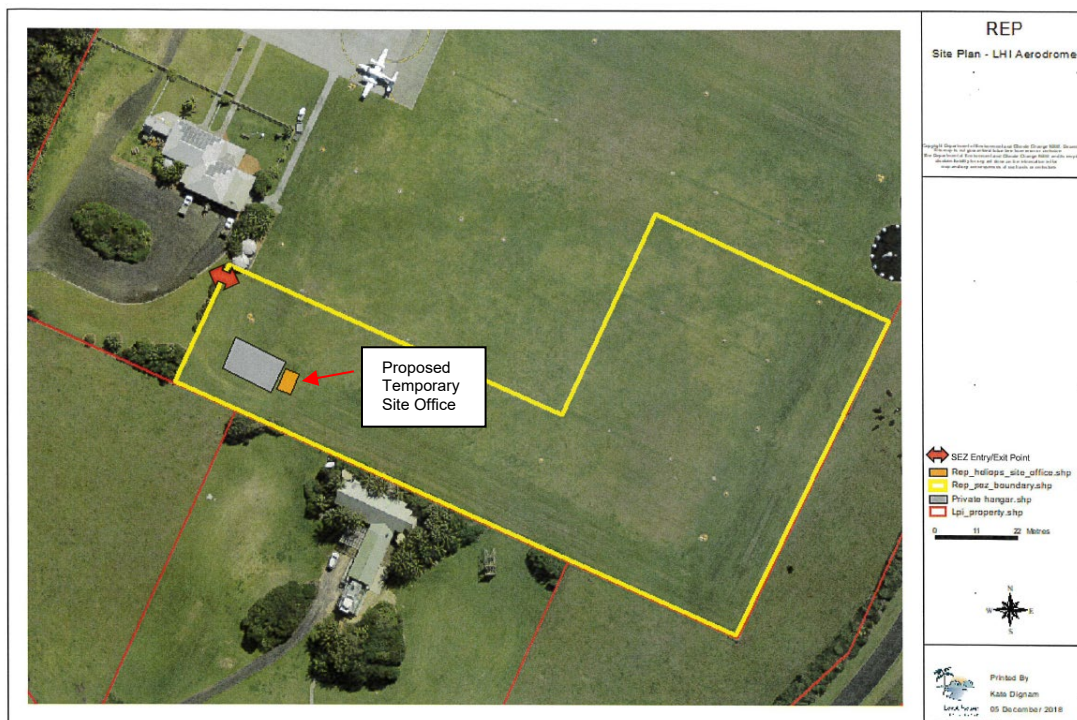 REP
Site Plan - LHI Aerodrome
Proposed
Temporary
Site Office
SEZ Entry/Exit Point
Rep_heliops_site_office.shp
Rep_paz_boundary.shp
Private hangar.shp
Lpi_property.shp
0 11 22 Metres
N
W E
S
Printed By
Kate Dignam
05 December 2018